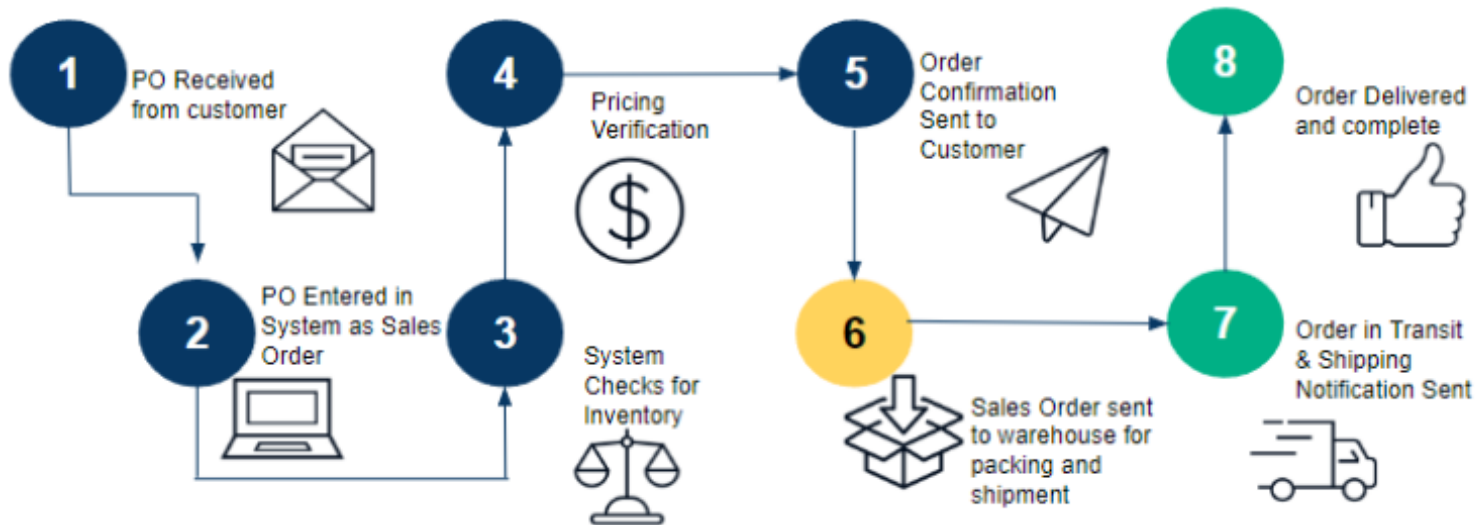 1
PO Received
from customer
2
PO Entered in
System as Sales
Order
3
System
Checks for
Inventory
4
Pricing
Verification
$
5
Order
Confirmation
Sent to
Customer
6
Sales Order sent
to warehouse for
packing and
shipment
7
Order in Transit
& Shipping
Notification Sent
8
Order Delivered
and complete